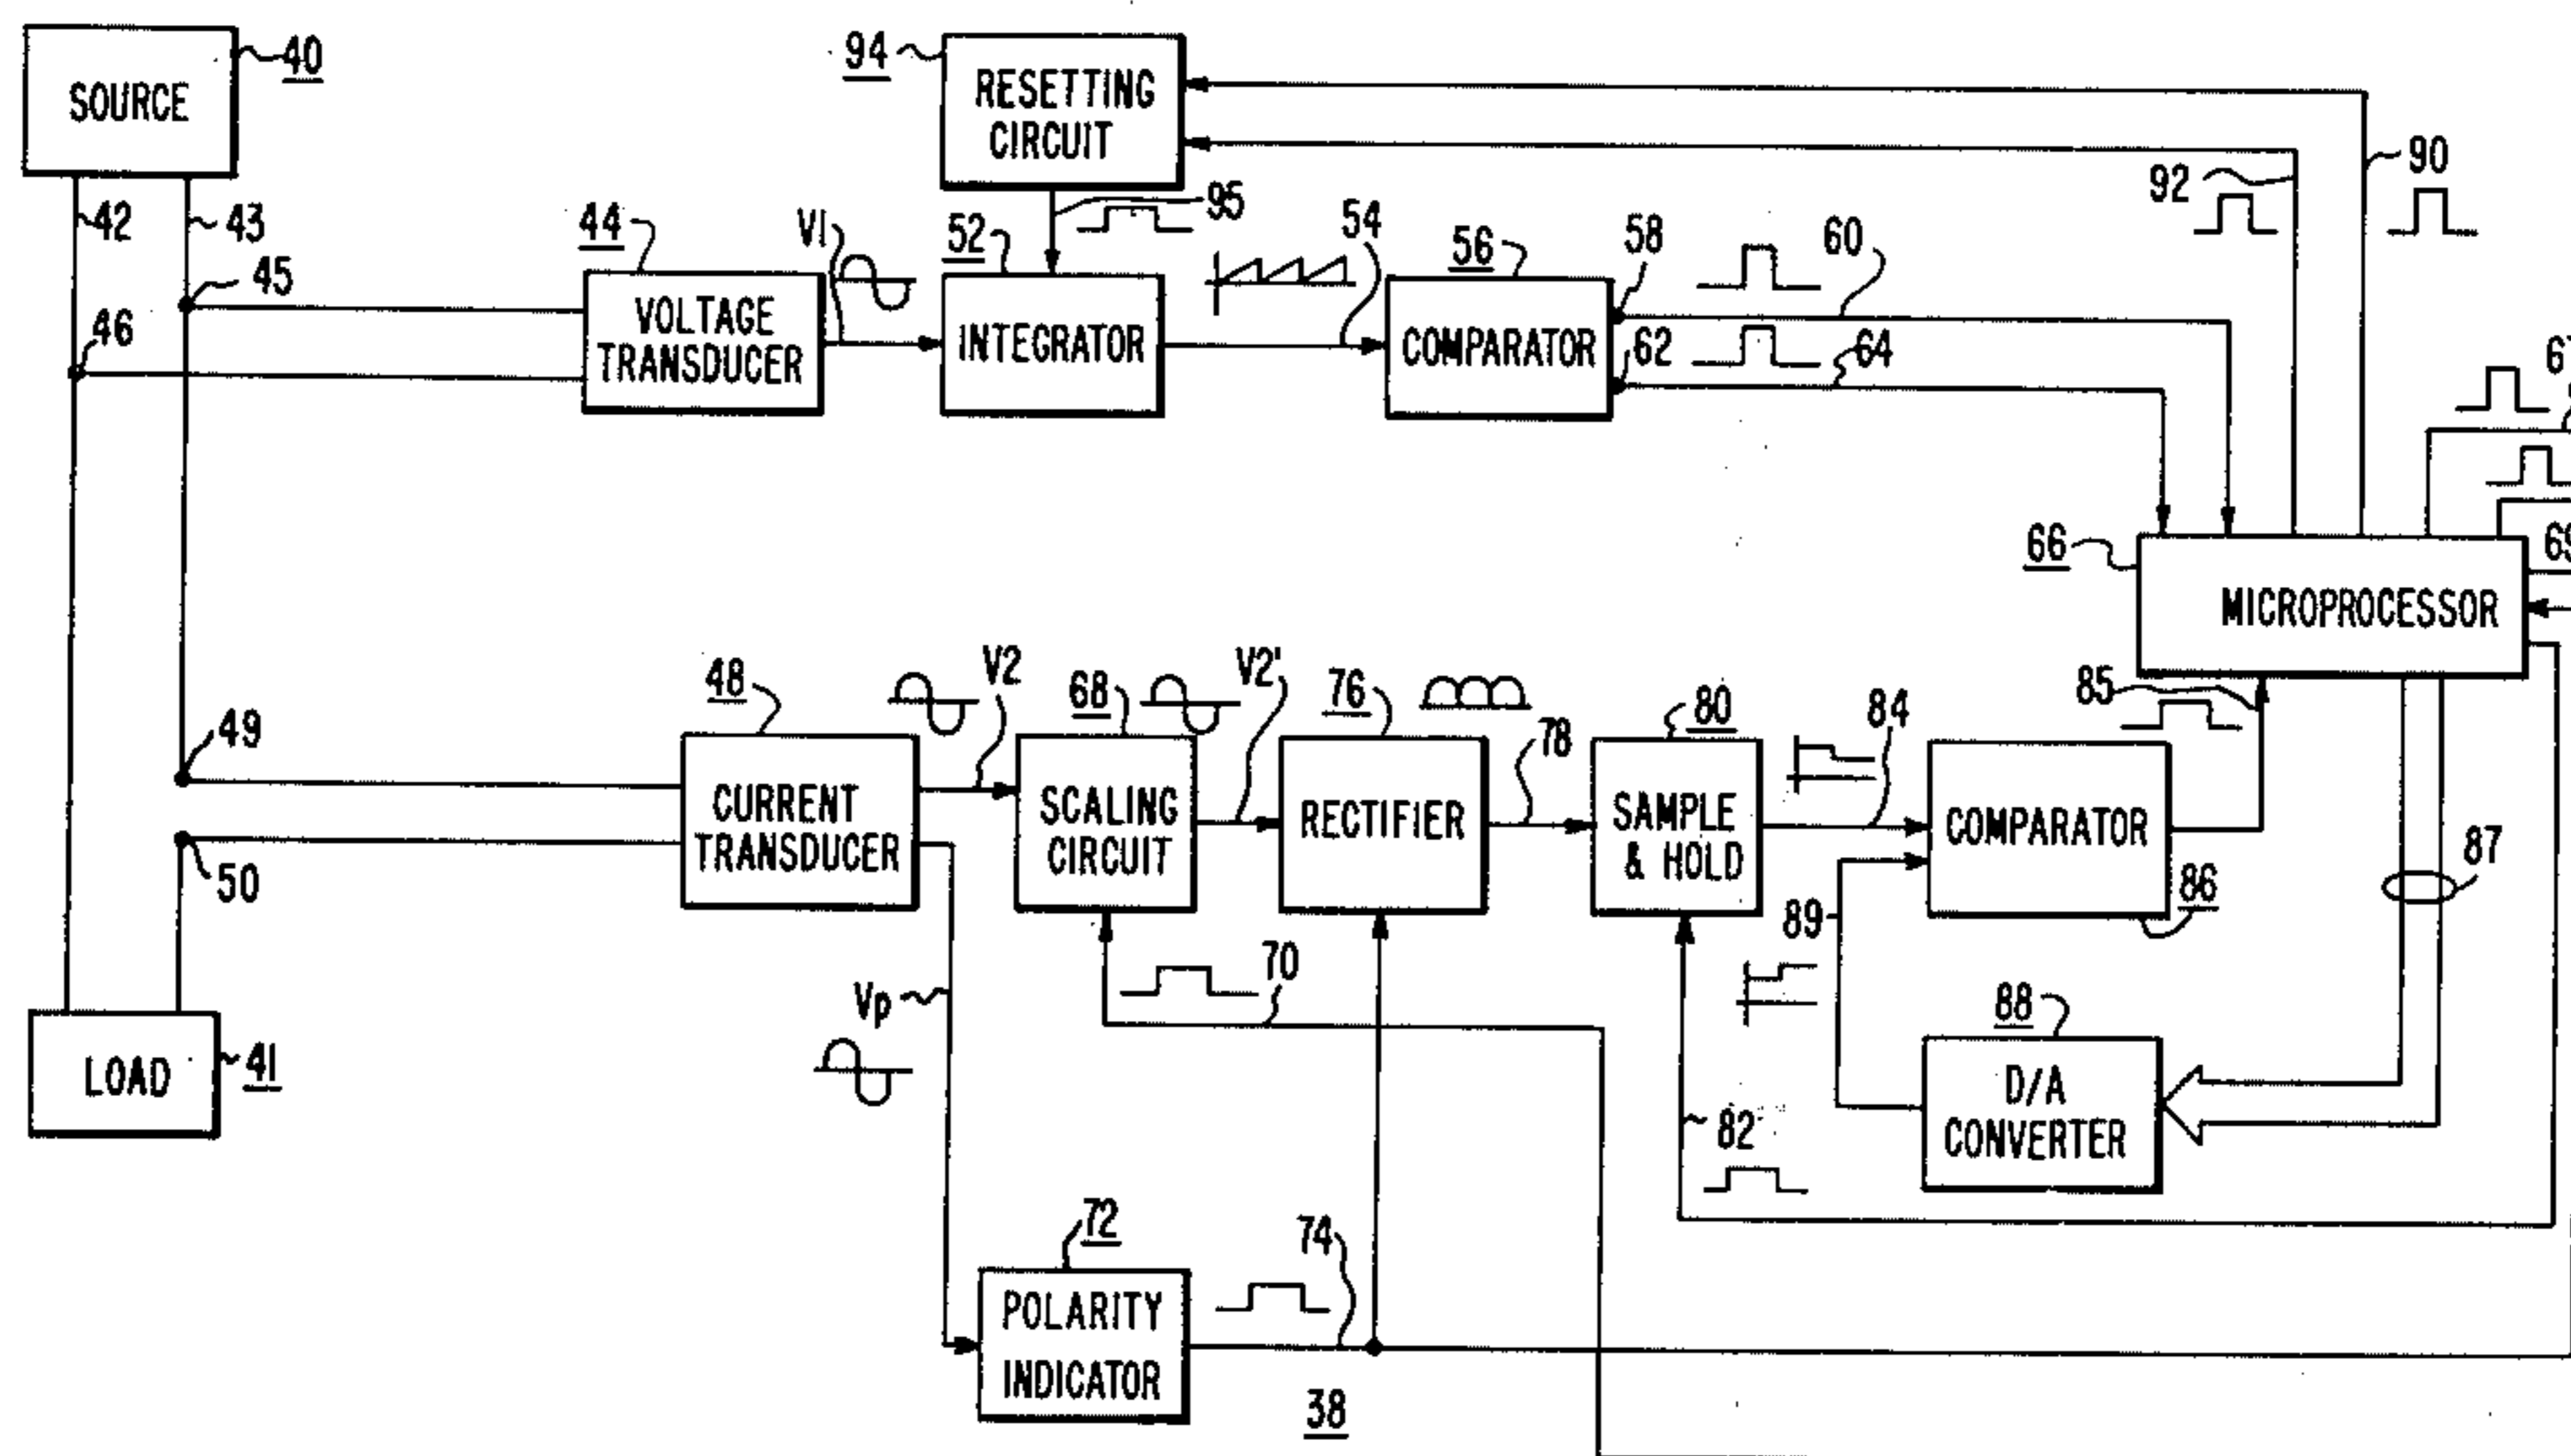 40
SOURCE
42
43
45
46
94
RESETTING
CIRCUIT
95
92
90
44
VOLTAGE
TRANSDUCER
V1
52
INTEGRATOR
54
56
COMPARATOR
58
60
62
64
66
MICROPROCESSOR
69
48
CURRENT
TRANSDUCER
49
50
V2
68
SCALING
CIRCUIT
V2'
76
RECTIFIER
78
80
SAMPLE
& HOLD
84
COMPARATOR
85
86
87
89
88
D/A
CONVERTER
82
70
Vp
LOAD
41
72
POLARITY
INDICATOR
74
38